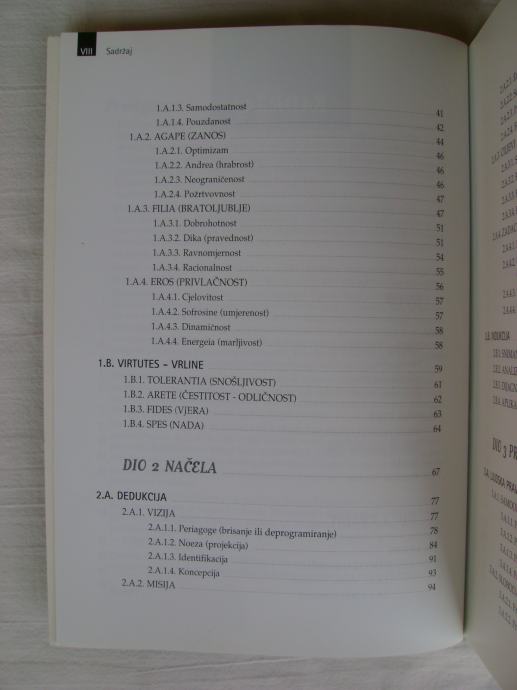 VIII Sadržaj
1.A.1.3. Samodostatnost 41
1.A.1.4. Pouzdanost 42
1.A.2. AGAPE (ZANOS) 44
1.A.2.1. Optimizam 46
1.A.2.2. Andrea (hrabrost) 46
1.A.2.3. Neograničenost 46
1.A.2.4. Požrtvovnost 47
1.A.3. FILIA (BRATOLJUBLJE) 47
1.A.3.1. Dobrohotnost 51
1.A.3.2. Dika (pravednost) 51
1.A.3.3. Ravnomjernost 54
1.A.3.4. Racionalnost 55
1.A.4. EROS (PRIVLAČNOST) 56
1.A.4.1. Cjelovitost 57
1.A.4.2. Sofrosine (umjerenost) 57
1.A.4.3. Dinamičnost 58
1.A.4.4. Energeia (marljivost) 58
1.B. VIRTUTES – VRLINE 59
1.B.1. TOLERANTIA (SNOŠLJIVOST) 61
1.B.2. ARETE (ČESTITOST - ODLIČNOST) 62
1.B.3. FIDES (VJERA) 63
1.B.4. SPES (NADA) 64
DIO 2 NAČELA 67
2.A. DEDUKCIJA 77
2.A.1. VIZIJA 77
2.A.1.1. Periagoge (brisanje ili deprogramiranje) 78
2.A.1.2. Noeza (projekcija) 84
2.A.1.3. Identifikacija 91
2.A.1.4. Koncepcija 93
2.A.2. MISIJA 94
2.B. INDUKCIJA
DIO 3